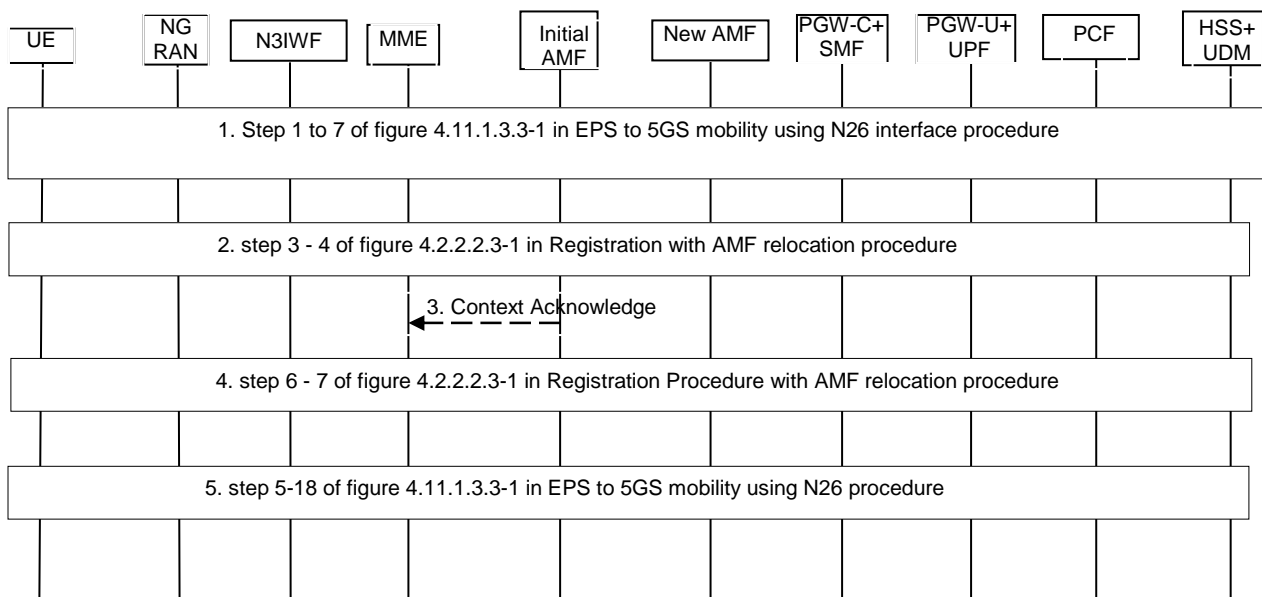 UE
NG
RAN
N3IWF
MME
Initial
AMF
New AMF
PGW-C+
SMF
PGW-U+
UPF
PCF
HSS+
UDM
1. Step 1 to 7 of figure 4.11.1.3.3-1 in EPS to 5GS mobility using N26 interface procedure
2. step 3 - 4 of figure 4.2.2.2.3-1 in Registration with AMF relocation procedure
3. Context Acknowledge
4. step 6 - 7 of figure 4.2.2.2.3-1 in Registration Procedure with AMF relocation procedure
5. step 5-18 of figure 4.11.1.3.3-1 in EPS to 5GS mobility using N26 procedure